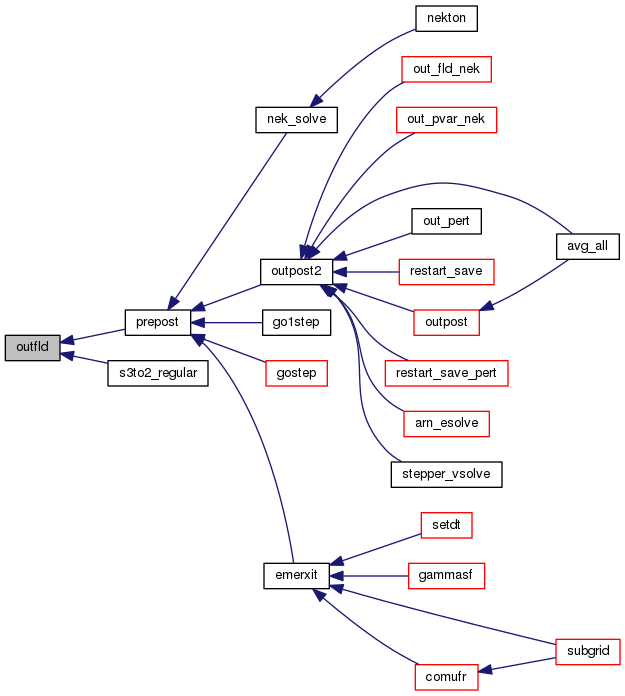 nekton
out_fld_nek
nek_solve
out_pvar_nek
out_pert
avg_all
outpost2
restart_save
prepost
go1step
outpost
outfld
s3to2_regular
gostep
restart_save_pert
arn_esolve
stepper_vsolve
setdt
emerxit
gammasf
subgrid
comufr